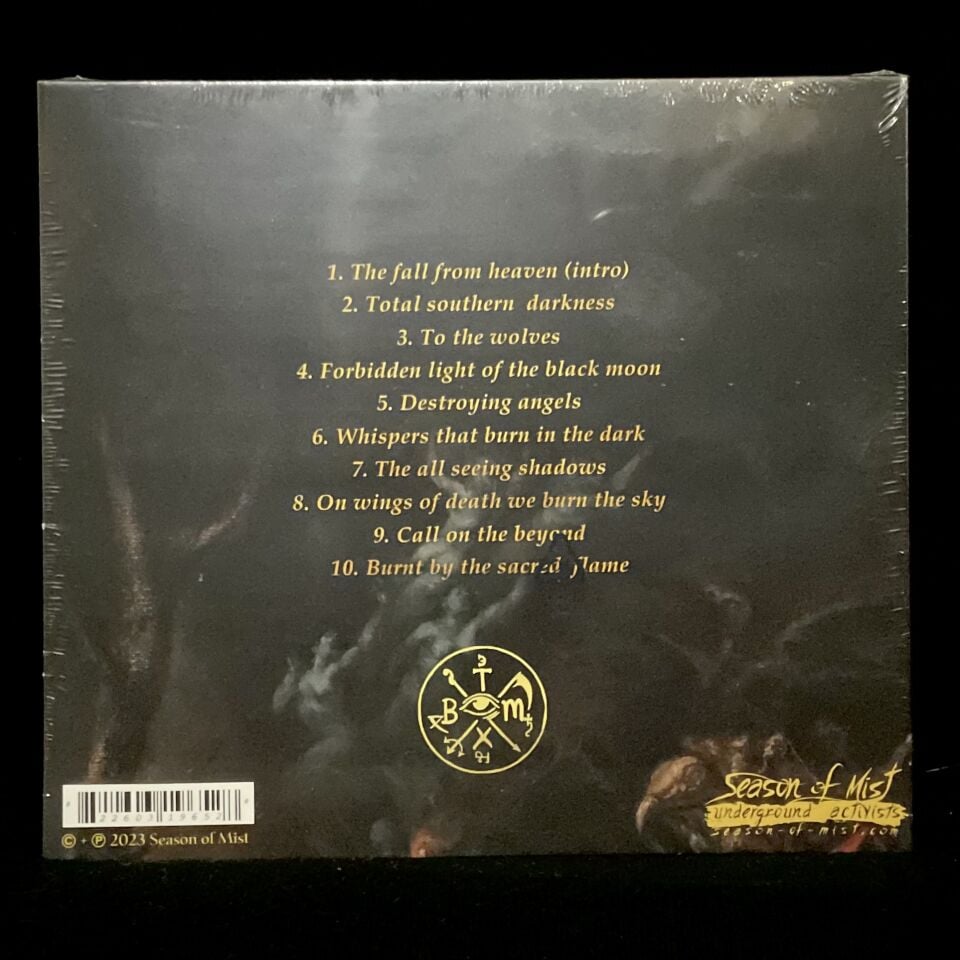 1. The fall from heaven (intro)
2. Total southern darkness
3. To the wolves
4. Forbidden light of the black moon
5. Destroying angels
6. Whispers that burn in the dark
7. The all seeing shadows
8. On wings of death we burn the sky
9. Call on the beyond
10. Burnt by the sacred flame
T
B M
X
22603 19652
© + ℗ 2023 Season of Mist
Season of Mist
underground activists
season-of-mist.com